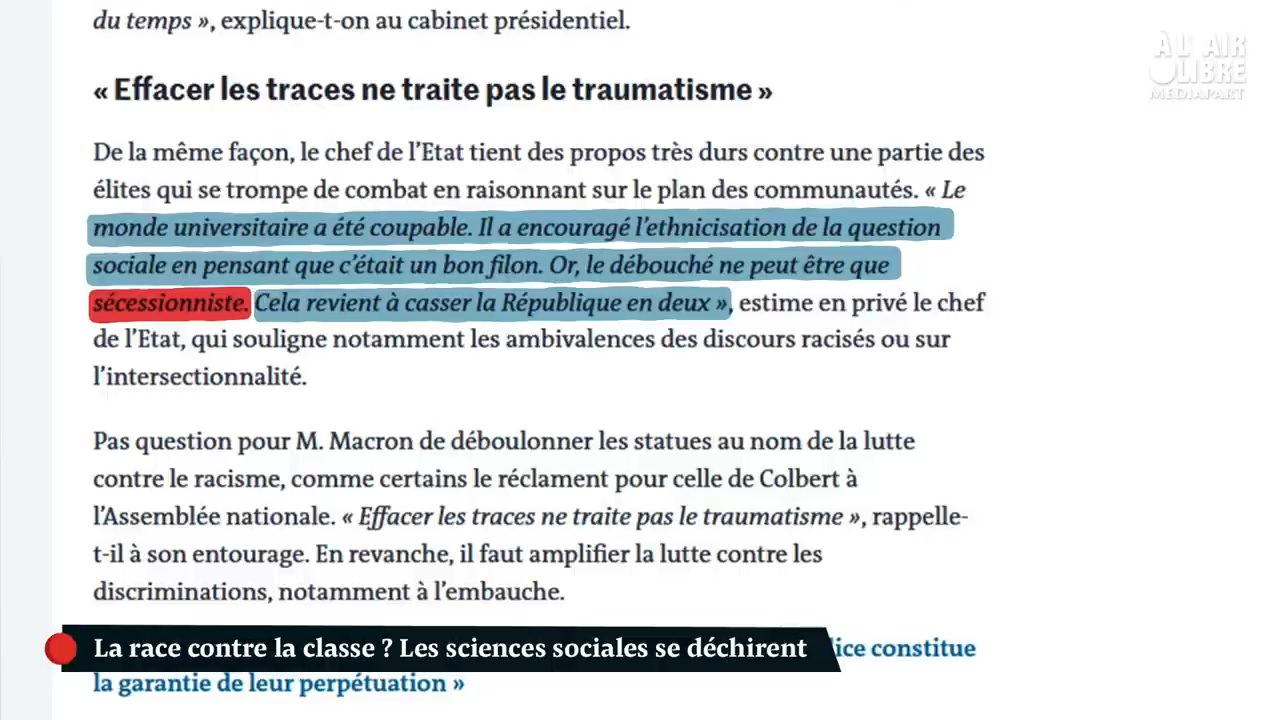 du temps », explique-t-on au cabinet présidentiel.
À L'AIR
LIBRE
MEDIAPART
« Effacer les traces ne traite pas le traumatisme »
De la même façon, le chef de l'Etat tient des propos très durs contre une partie des
élites qui se trompe de combat en raisonnant sur le plan des communautés. « Le
monde universitaire a été coupable. Il a encouragé l'ethnicisation de la question
sociale en pensant que c'était un bon filon. Or, le débouché ne peut être que
sécessionniste. Cela revient à casser la République en deux », estime en privé le chef
de l'Etat, qui souligne notamment les ambivalences des discours racisés ou sur
l'intersectionnalité.
Pas question pour M. Macron de déboulonner les statues au nom de la lutte
contre le racisme, comme certains le réclament pour celle de Colbert à
l'Assemblée nationale. « Effacer les traces ne traite pas le traumatisme », rappelle-
t-il à son entourage. En revanche, il faut amplifier la lutte contre les
discriminations, notamment à l'embauche.
La race contre la classe ? Les sciences sociales se déchirent
ice constitue
la garantie de leur perpétuation »